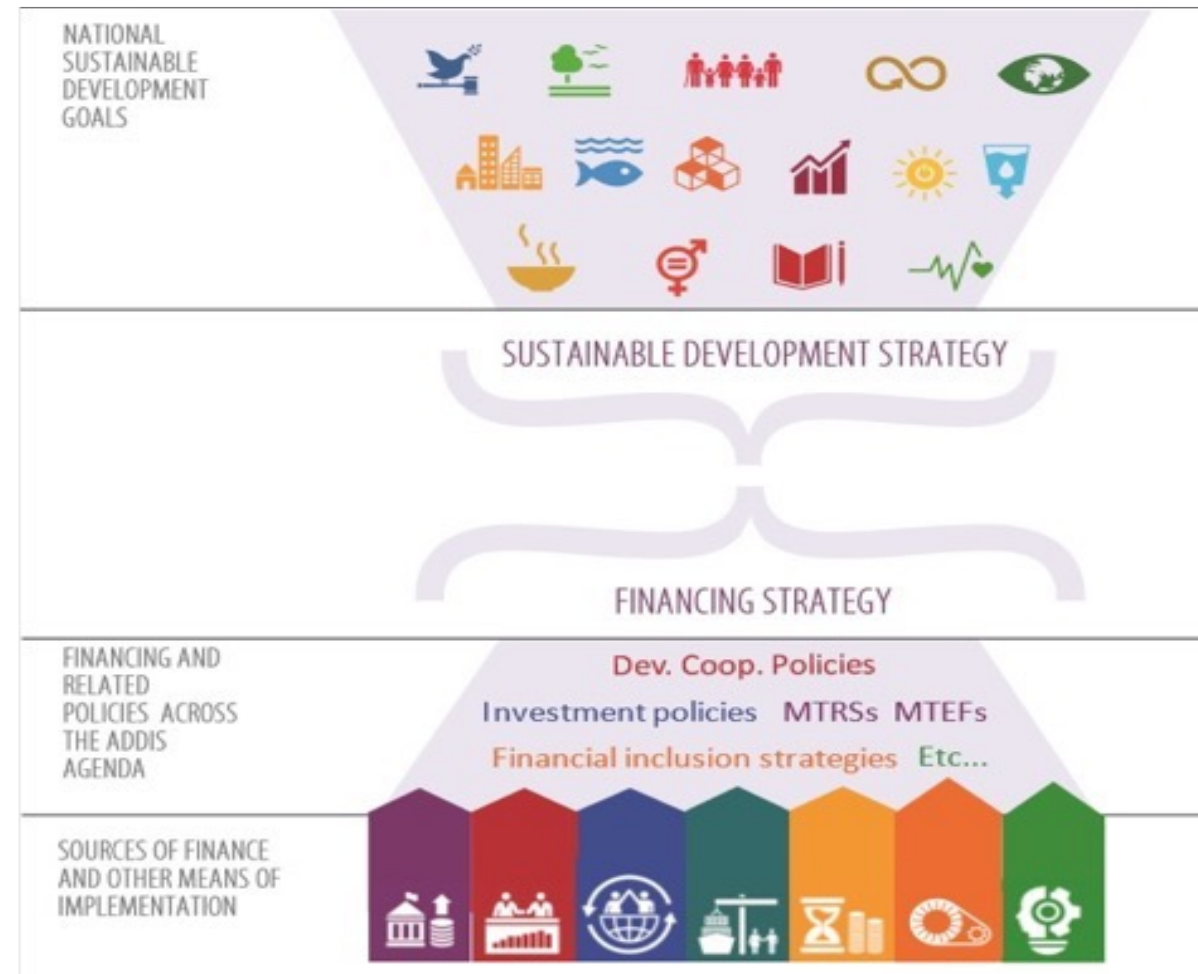 NATIONAL
SUSTAINABLE
DEVELOPMENT
GOALS
SUSTAINABLE DEVELOPMENT STRATEGY
FINANCING STRATEGY
FINANCING AND
RELATED
POLICIES ACROSS
THE ADDIS
AGENDA
Dev. Coop. Policies
Investment policies MTRSs MTEFs
Financial inclusion strategies Etc...
SOURCES OF FINANCE
AND OTHER MEANS OF
IMPLEMENTATION